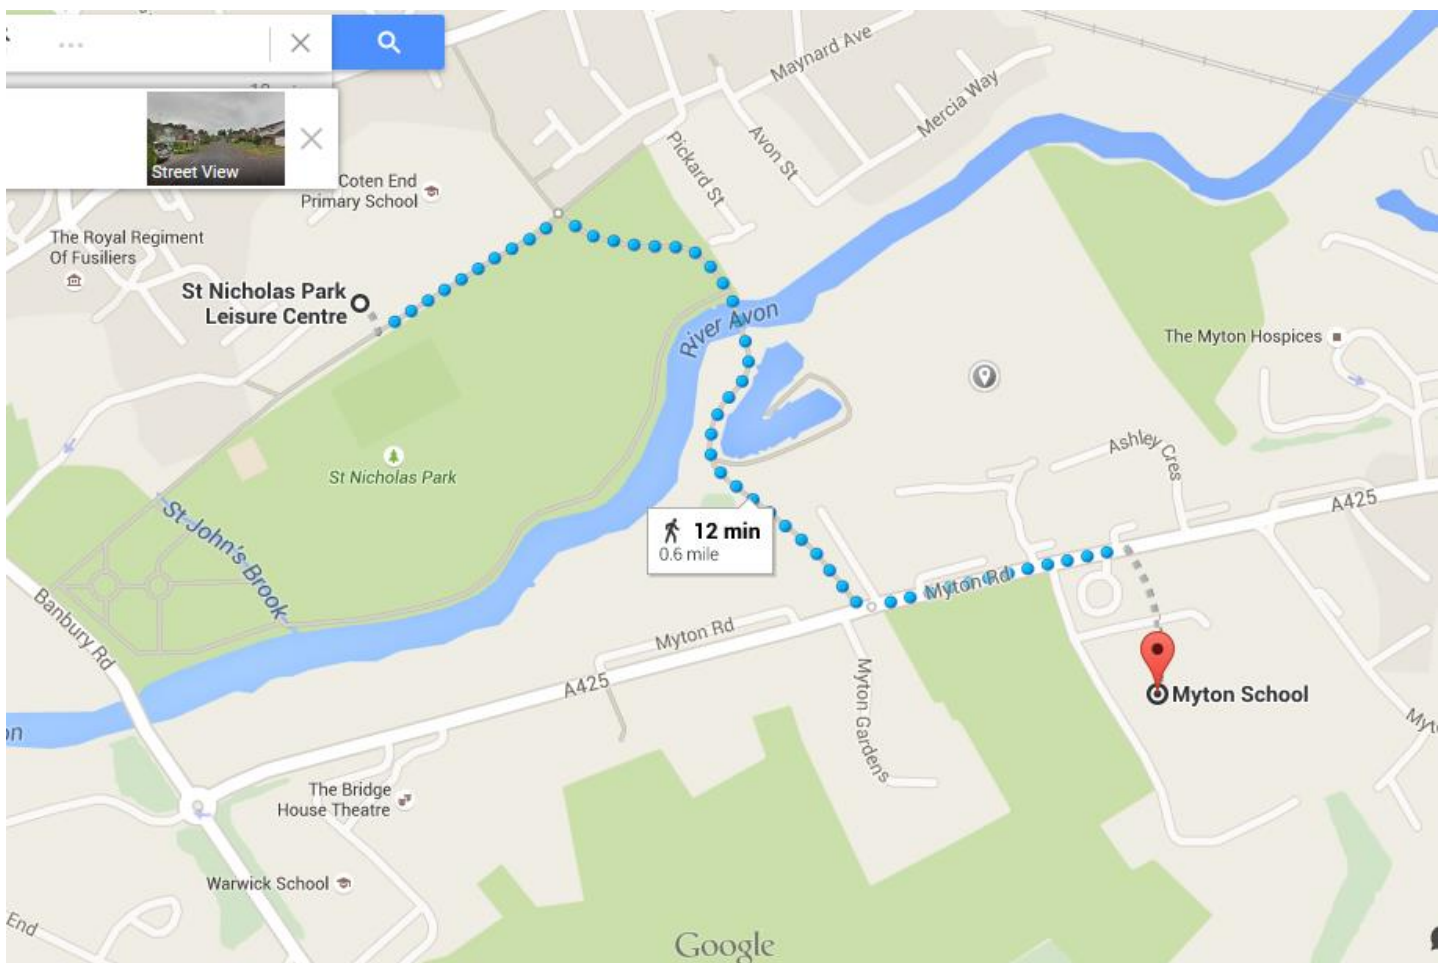 ...
Street View
Maynard Ave
Mercia Way
Avon St
Pickard St
Coten End
Primary School
The Royal Regiment
Of Fusiliers
St Nicholas Park
Leisure Centre
River Avon
The Myton Hospices
St Nicholas Park
Ashley Cres
A425
St John's Brook
12 min
0.6 mile
Myton Rd
Banbury Rd
Myton Rd
A425
Myton Gardens
Myton School
The Bridge
House Theatre
Warwick School
End
Google